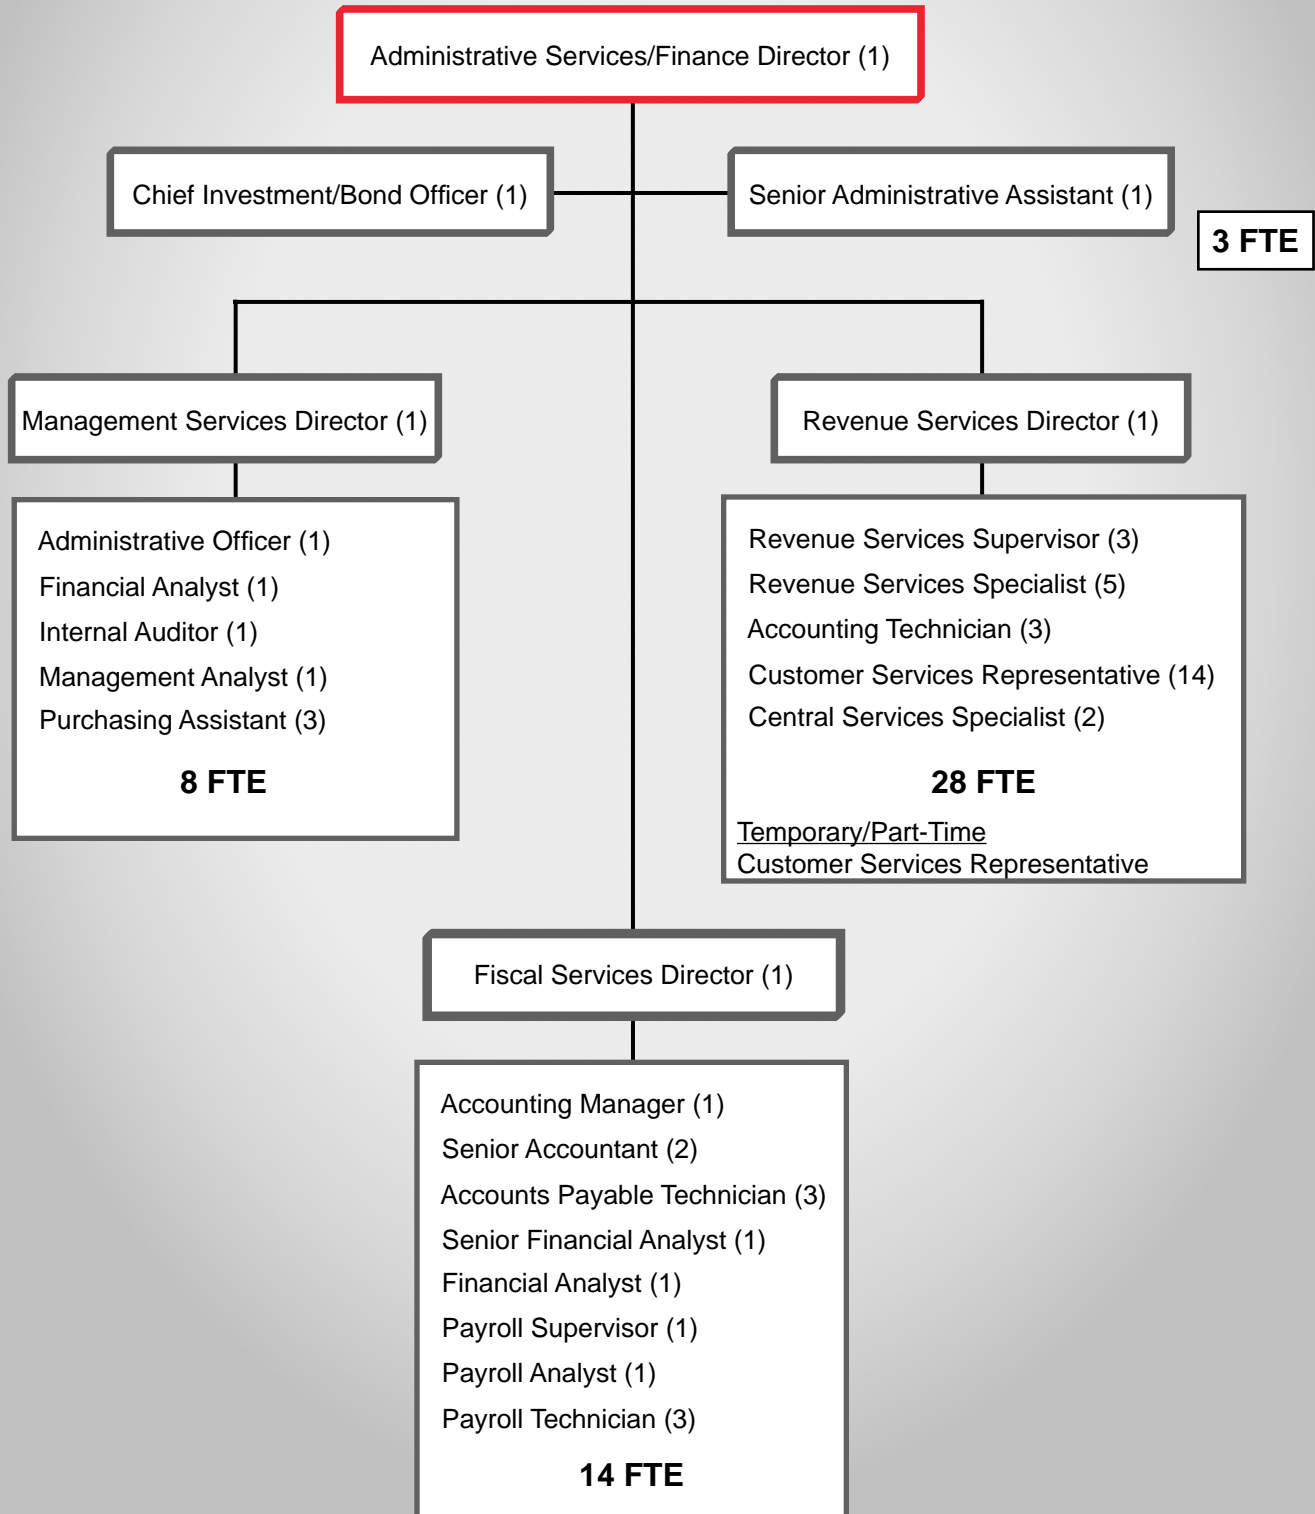 Administrative Services/Finance Director (1)
Chief Investment/Bond Officer (1)
Senior Administrative Assistant (1)
3 FTE
Management Services Director (1)
Administrative Officer (1)
Financial Analyst (1)
Internal Auditor (1)
Management Analyst (1)
Purchasing Assistant (3)
8 FTE
Revenue Services Director (1)
Revenue Services Supervisor (3)
Revenue Services Specialist (5)
Accounting Technician (3)
Customer Services Representative (14)
Central Services Specialist (2)
28 FTE
Temporary/Part-Time
Customer Services Representative
Fiscal Services Director (1)
Accounting Manager (1)
Senior Accountant (2)
Accounts Payable Technician (3)
Senior Financial Analyst (1)
Financial Analyst (1)
Payroll Supervisor (1)
Payroll Analyst (1)
Payroll Technician (3)
14 FTE